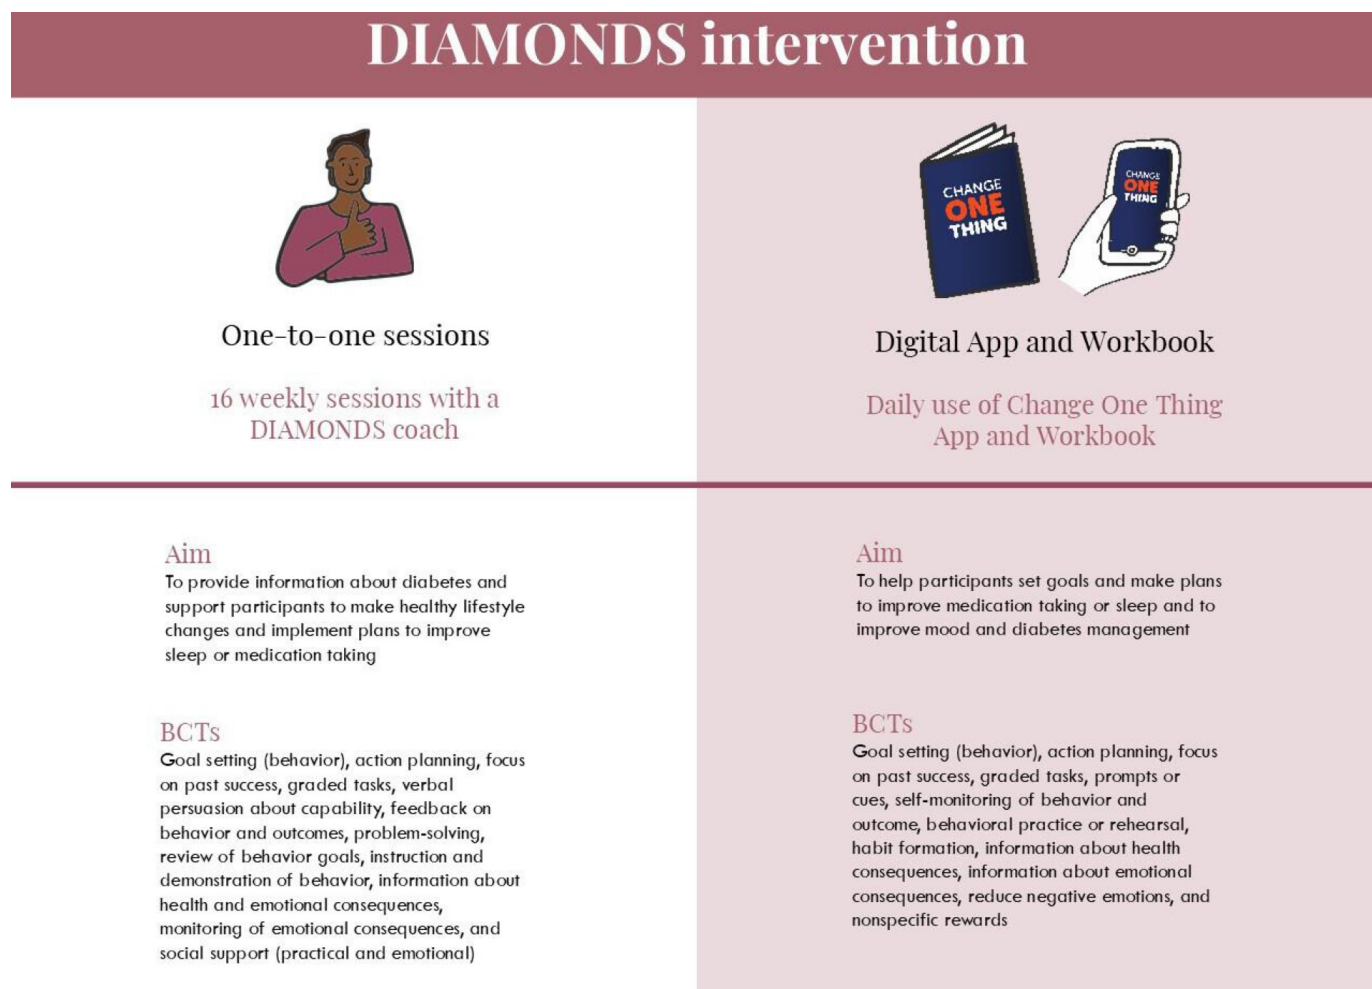 DIAMONDS intervention
One-to-one sessions
16 weekly sessions with a
DIAMONDS coach
Aim
To provide information about diabetes and
support participants to make healthy lifestyle
changes and implement plans to improve
sleep or medication taking
BCTs
Goal setting (behavior), action planning, focus
on past success, graded tasks, verbal
persuasion about capability, feedback on
behavior and outcomes, problem-solving,
review of behavior goals, instruction and
demonstration of behavior, information about
health and emotional consequences,
monitoring of emotional consequences, and
social support (practical and emotional)
CHANGE
ONE
THING
CHANGE
ONE
THING
Digital App and Workbook
Daily use of Change One Thing
App and Workbook
Aim
To help participants set goals and make plans
to improve medication taking or sleep and to
improve mood and diabetes management
BCTs
Goal setting (behavior), action planning, focus
on past success, graded tasks, prompts or
cues, self-monitoring of behavior and
outcome, behavioral practice or rehearsal,
habit formation, information about health
consequences, information about emotional
consequences, reduce negative emotions, and
nonspecific rewards